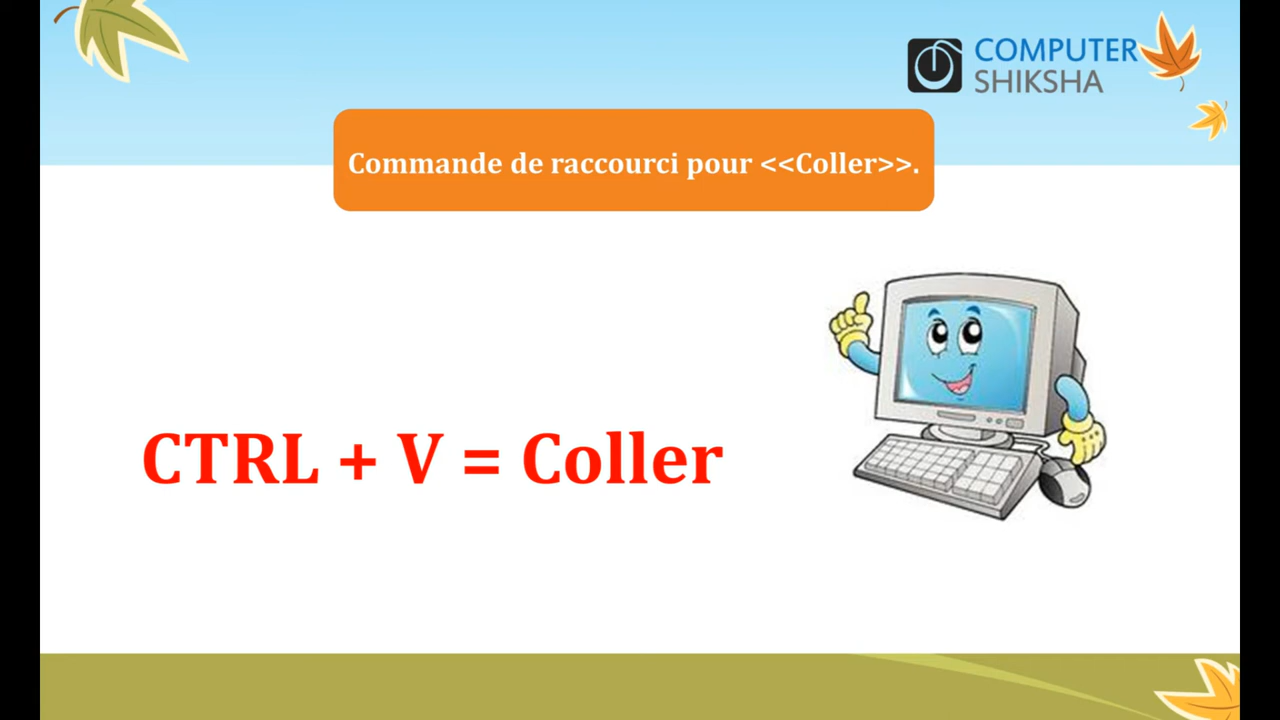 COMPUTER
SHIKSHA
Commande de raccourci pour <<Coller>>.
CTRL + V = Coller